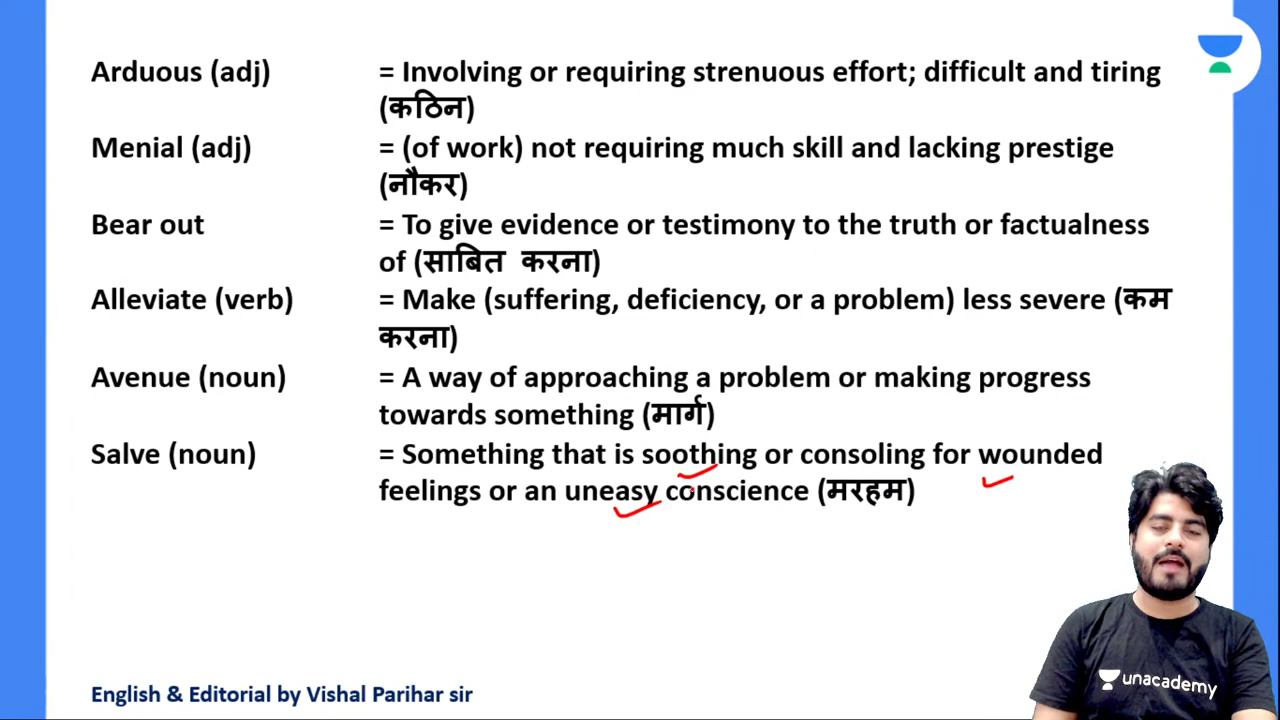 Arduous (adj) = Involving or requiring strenuous effort; difficult and tiring
(कठिन)
Menial (adj) = (of work) not requiring much skill and lacking prestige
(नौकर)
Bear out = To give evidence or testimony to the truth or factualness
of (साबित करना)
Alleviate (verb) = Make (suffering, deficiency, or a problem) less severe (कम
करना)
Avenue (noun) = A way of approaching a problem or making progress
towards something (मार्ग)
Salve (noun) = Something that is soothing or consoling for wounded
feelings or an uneasy conscience (मरहम)
unacademy
English & Editorial by Vishal Parihar sir